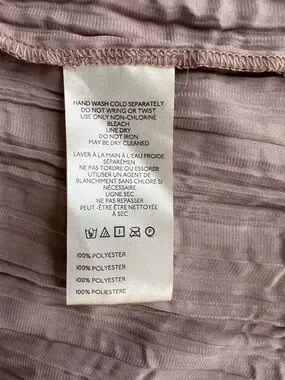 HAND WASH COLD SEPARATELY
DO NOT WRING OR TWIST
USE ONLY NON-CHLORINE
BLEACH
LINE DRY
DO NOT IRON
MAY BE DRY CLEANED
LAVER À LA MAIN À L'EAU FROIDE
SÉPARÉMEN
NE PAS TORDRE OU ESSORER
UTILISER UN AGENT DE
BLANCHIMENT SANS CHLORE SI
NÉCESSAIRE
LIGNE SEC
NE PAS REPASSER
PEUT -ÊTRE ÊTRE NETTOYÉE
À SEC
100% POLYESTER
100% POLYESTER
100% POLYESTER
100% POLIESTERE